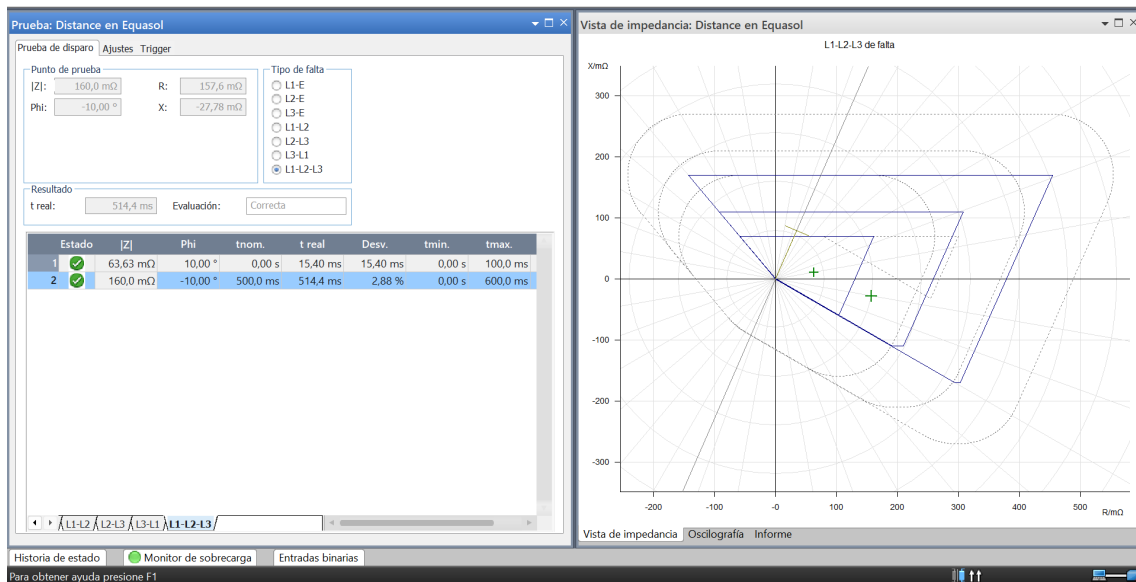 Prueba: Distance en Equasol
Prueba de disparo Ajustes Trigger
Punto de prueba
|Z|: 160,0 mΩ R: 157,6 mΩ
Phi: -10,00 ° X: -27,78 mΩ
Tipo de falta
L1-E
L2-E
L3-E
L1-L2
L2-L3
L3-L1
L1-L2-L3
Resultado
t real: 514,4 ms Evaluación: Correcta
Estado |Z| Phi tnom. t real Desv. tmin. tmax.
1 63,63 mΩ 10,00 ° 0,00 s 15,40 ms 15,40 ms 0,00 s 100,0 ms
2 160,0 mΩ -10,00 ° 500,0 ms 514,4 ms 2,88 % 0,00 s 600,0 ms
L1-L2 L2-L3 L3-L1 L1-L2-L3
Vista de impedancia: Distance en Equasol
L1-L2-L3 de falta
X/mΩ
300
200
100
0
-100
-200
-300
-200 -100 -0 100 200 300 400 500
R/mΩ
Vista de impedancia Oscilografía Informe
Historia de estado Monitor de sobrecarga Entradas binarias
Para obtener ayuda presione F1